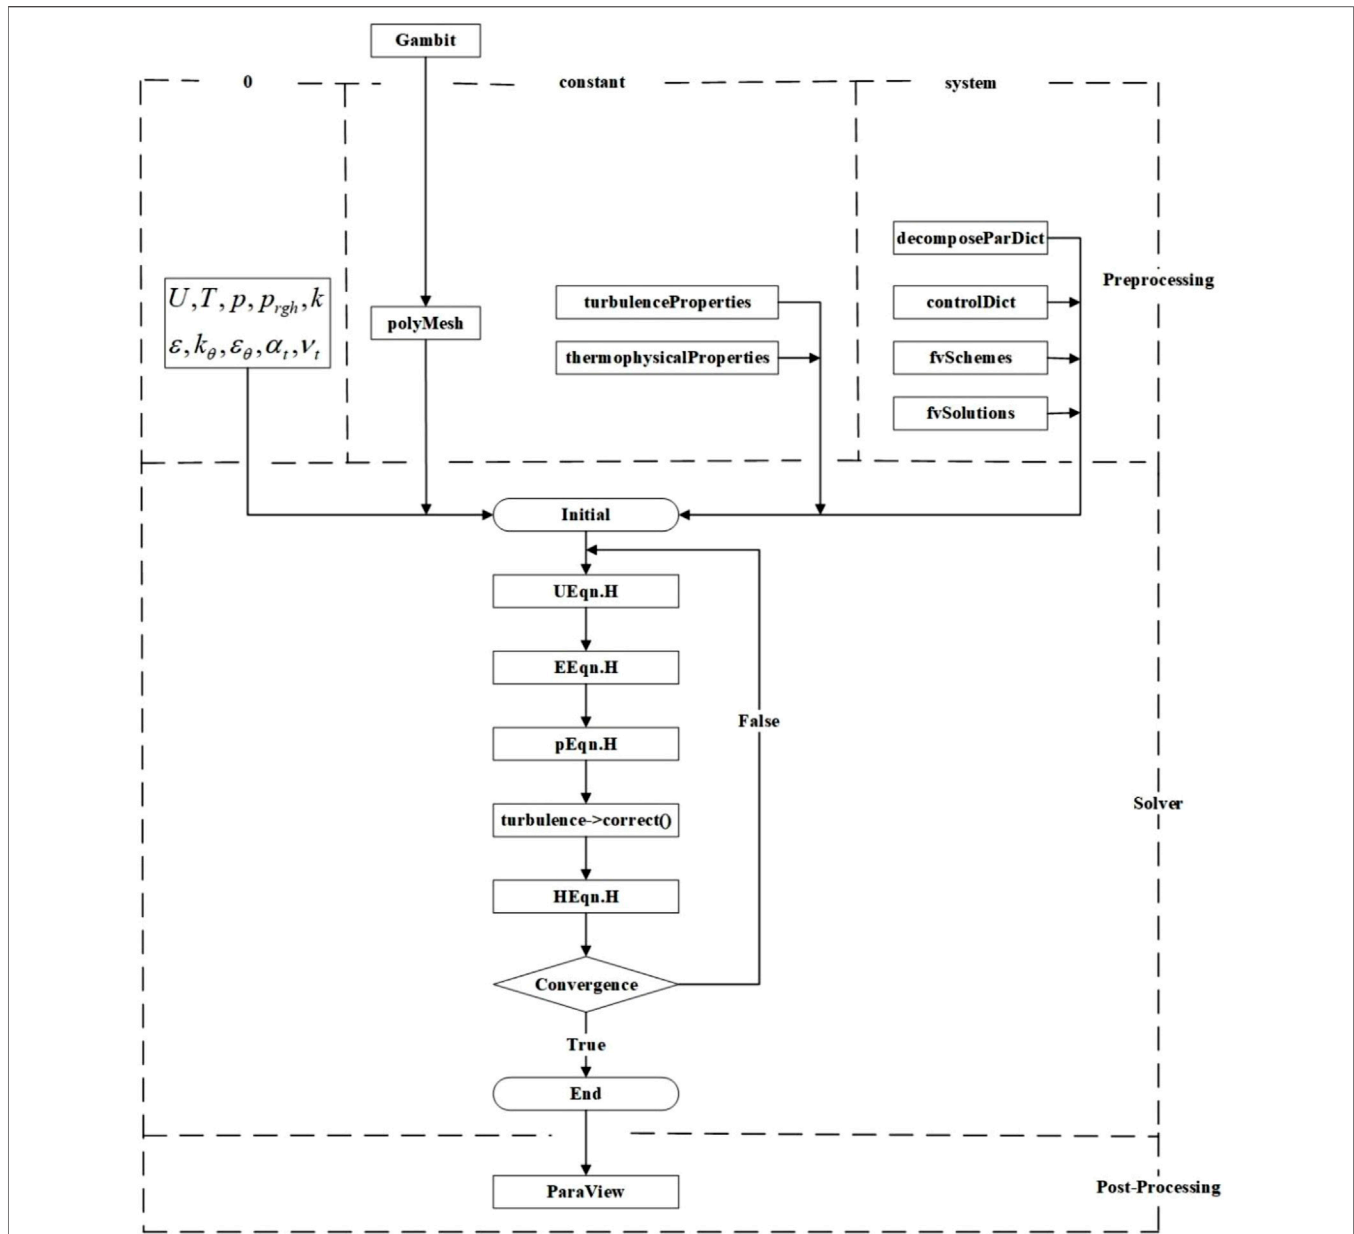 Gambit
0
constant
system
decomposeParDict
Preprocessing
U, T, p, p_rgh, k
ε, k_θ, ε_θ, α_t, ν_t
polyMesh
turbulenceProperties
controlDict
thermophysicalProperties
fvSchemes
fvSolutions
Initial
UEqn.H
EEqn.H
False
pEqn.H
Solver
turbulence->correct()
HEqn.H
Convergence
True
End
ParaView
Post-Processing